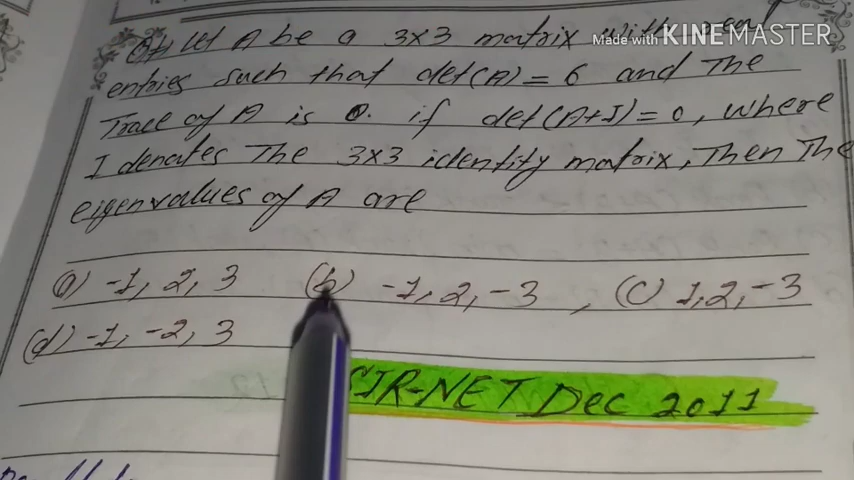 Made with KINEMASTER
Let A be a 3x3 matrix with real
entries such that det(A) = 6 and the
Trace of A is 0. if det(A+I) = 0, where
I denates The 3x3 identity matrix, Then The
eigenvalues of A are
(a) -1, 2, 3 (b) -1, 2, -3 , (c) 1, 2, -3
(d) -1, -2, 3
CSIR-NET Dec 2011